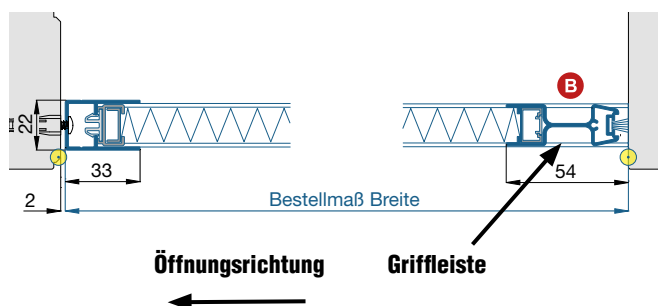 B
22
33
54
2
Bestellmaß Breite
Öffnungsrichtung
Griffleiste